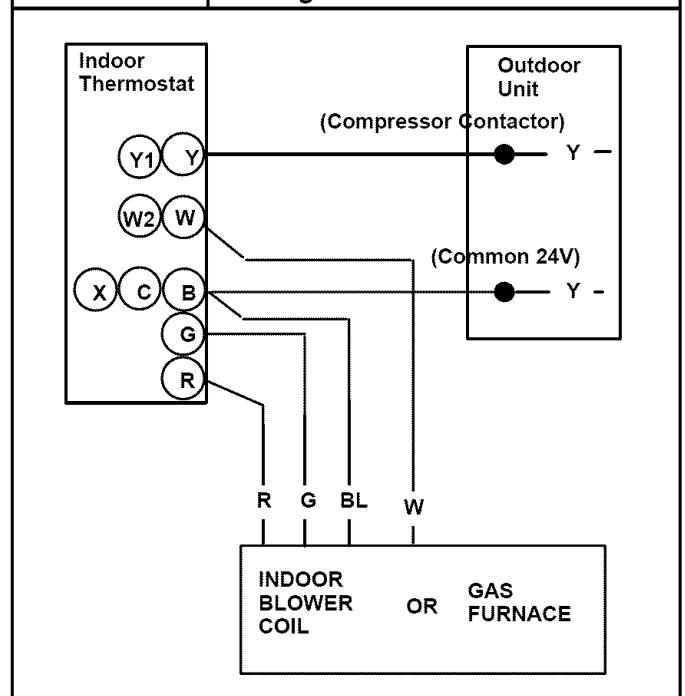 Indoor
Thermostat
Outdoor
Unit
(Compressor Contactor)
Y1 Y
Y –
W2 W
(Common 24V)
X C B
Y -
G
R
R G BL W
INDOOR
BLOWER
COIL
OR
GAS
FURNACE